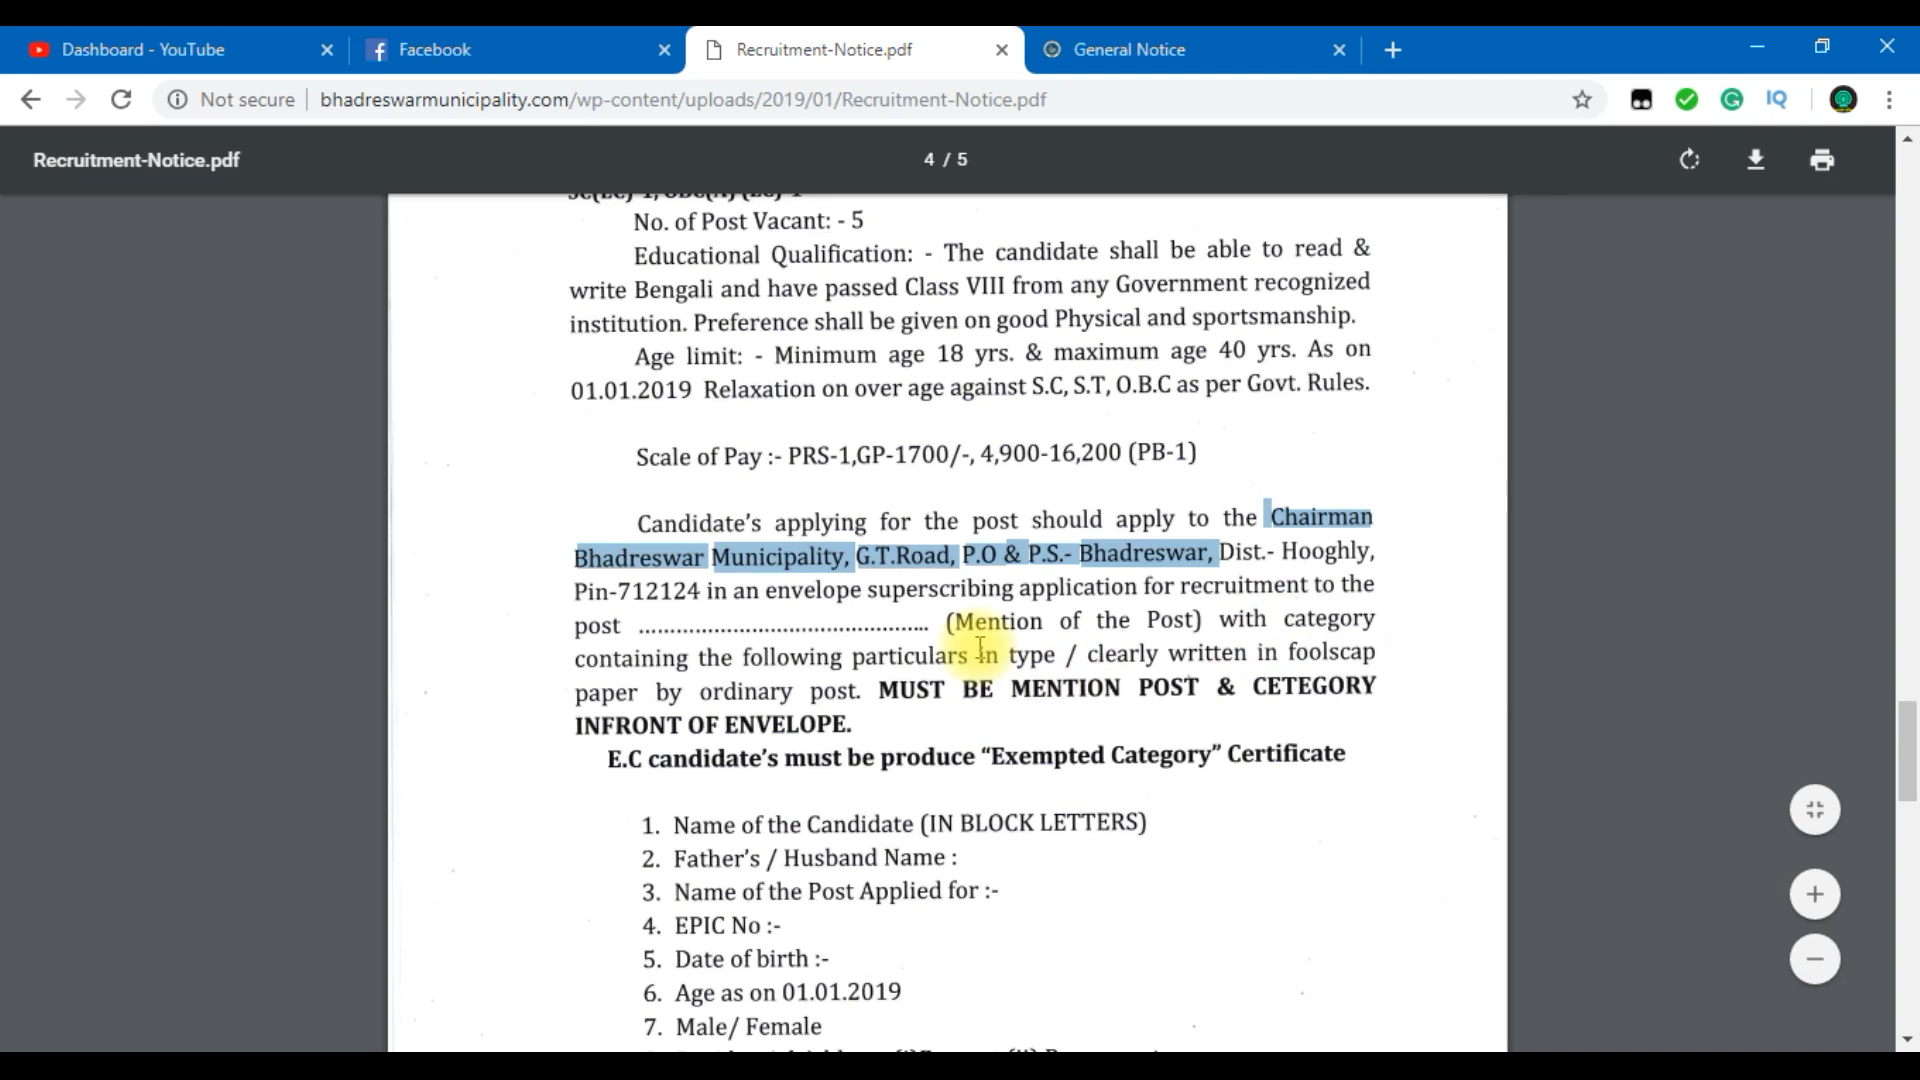 Dashboard - YouTube
Facebook
Recruitment-Notice.pdf
General Notice
Not secure
bhadreswarmunicipality.com/wp-content/uploads/2019/01/Recruitment-Notice.pdf
IQ
Recruitment-Notice.pdf
4 / 5
No. of Post Vacant: - 5
Educational Qualification: - The candidate shall be able to read &
write Bengali and have passed Class VIII from any Government recognized
institution. Preference shall be given on good Physical and sportsmanship.
Age limit: - Minimum age 18 yrs. & maximum age 40 yrs. As on
01.01.2019 Relaxation on over age against S.C, S.T, O.B.C as per Govt. Rules.
Scale of Pay :- PRS-1,GP-1700/-, 4,900-16,200 (PB-1)
Candidate's applying for the post should apply to the Chairman
Bhadreswar Municipality, G.T.Road, P.O & P.S.- Bhadreswar, Dist.- Hooghly,
Pin-712124 in an envelope superscribing application for recruitment to the
post ................................................ (Mention of the Post) with category
containing the following particulars in type / clearly written in foolscap
paper by ordinary post. MUST BE MENTION POST & CETEGORY
INFRONT OF ENVELOPE.
E.C candidate's must be produce “Exempted Category” Certificate
1. Name of the Candidate (IN BLOCK LETTERS)
2. Father's / Husband Name :
3. Name of the Post Applied for :-
4. EPIC No :-
5. Date of birth :-
6. Age as on 01.01.2019
7. Male/ Female